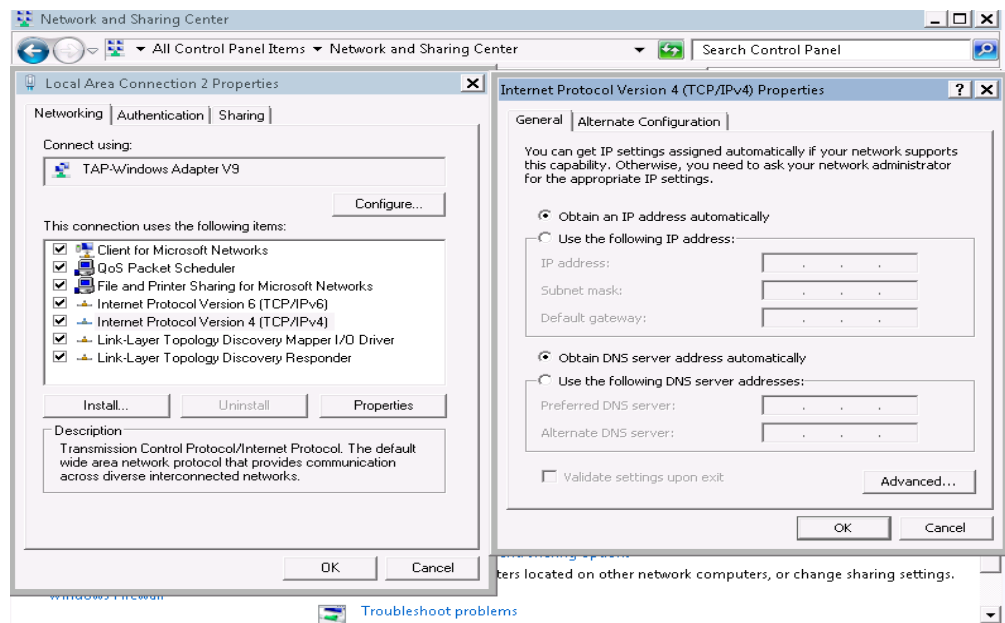 Network and Sharing Center
All Control Panel Items Network and Sharing Center
Search Control Panel
Local Area Connection 2 Properties
Networking
Authentication
Sharing
Connect using:
TAP-Windows Adapter V9
Configure...
This connection uses the following items:
Client for Microsoft Networks
QoS Packet Scheduler
File and Printer Sharing for Microsoft Networks
Internet Protocol Version 6 (TCP/IPv6)
Internet Protocol Version 4 (TCP/IPv4)
Link-Layer Topology Discovery Mapper I/O Driver
Link-Layer Topology Discovery Responder
Install...
Uninstall
Properties
Description
Transmission Control Protocol/Internet Protocol. The default
wide area network protocol that provides communication
across diverse interconnected networks.
OK
Cancel
Internet Protocol Version 4 (TCP/IPv4) Properties
?
General
Alternate Configuration
You can get IP settings assigned automatically if your network supports
this capability. Otherwise, you need to ask your network administrator
for the appropriate IP settings.
Obtain an IP address automatically
Use the following IP address:
IP address:
Subnet mask:
Default gateway:
Obtain DNS server address automatically
Use the following DNS server addresses:
Preferred DNS server:
Alternate DNS server:
Validate settings upon exit
Advanced...
OK
Cancel
ters located on other network computers, or change sharing settings.
Windows Firewall
Troubleshoot problems